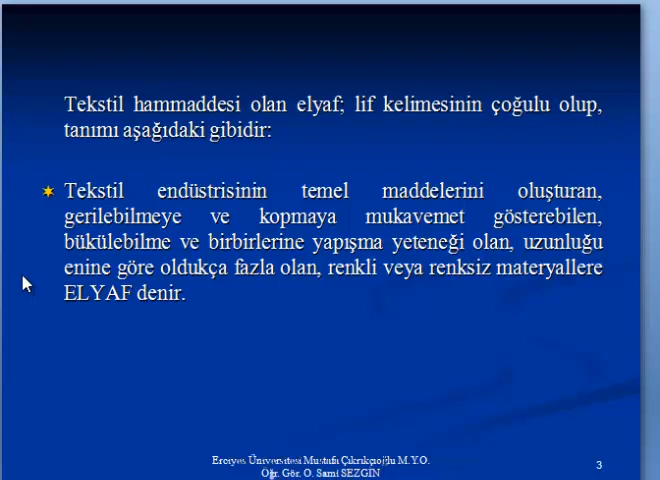 Tekstil hammaddesi olan elyaf; lif kelimesinin çoğulu olup,
tanımı aşağıdaki gibidir:
Tekstil endüstrisinin temel maddelerini oluşturan,
gerilebilmeye ve kopmaya mukavemet gösterebilen,
bükülebilme ve birbirlerine yapışma yeteneği olan, uzunluğu
enine göre oldukça fazla olan, renkli veya renksiz materyallere
ELYAF denir.
Erciyes Üniversitesi Mustafa Çıkrıkçıoğlu M.Y.O.
Öğr. Gör. O. Sami SEZGİN
3